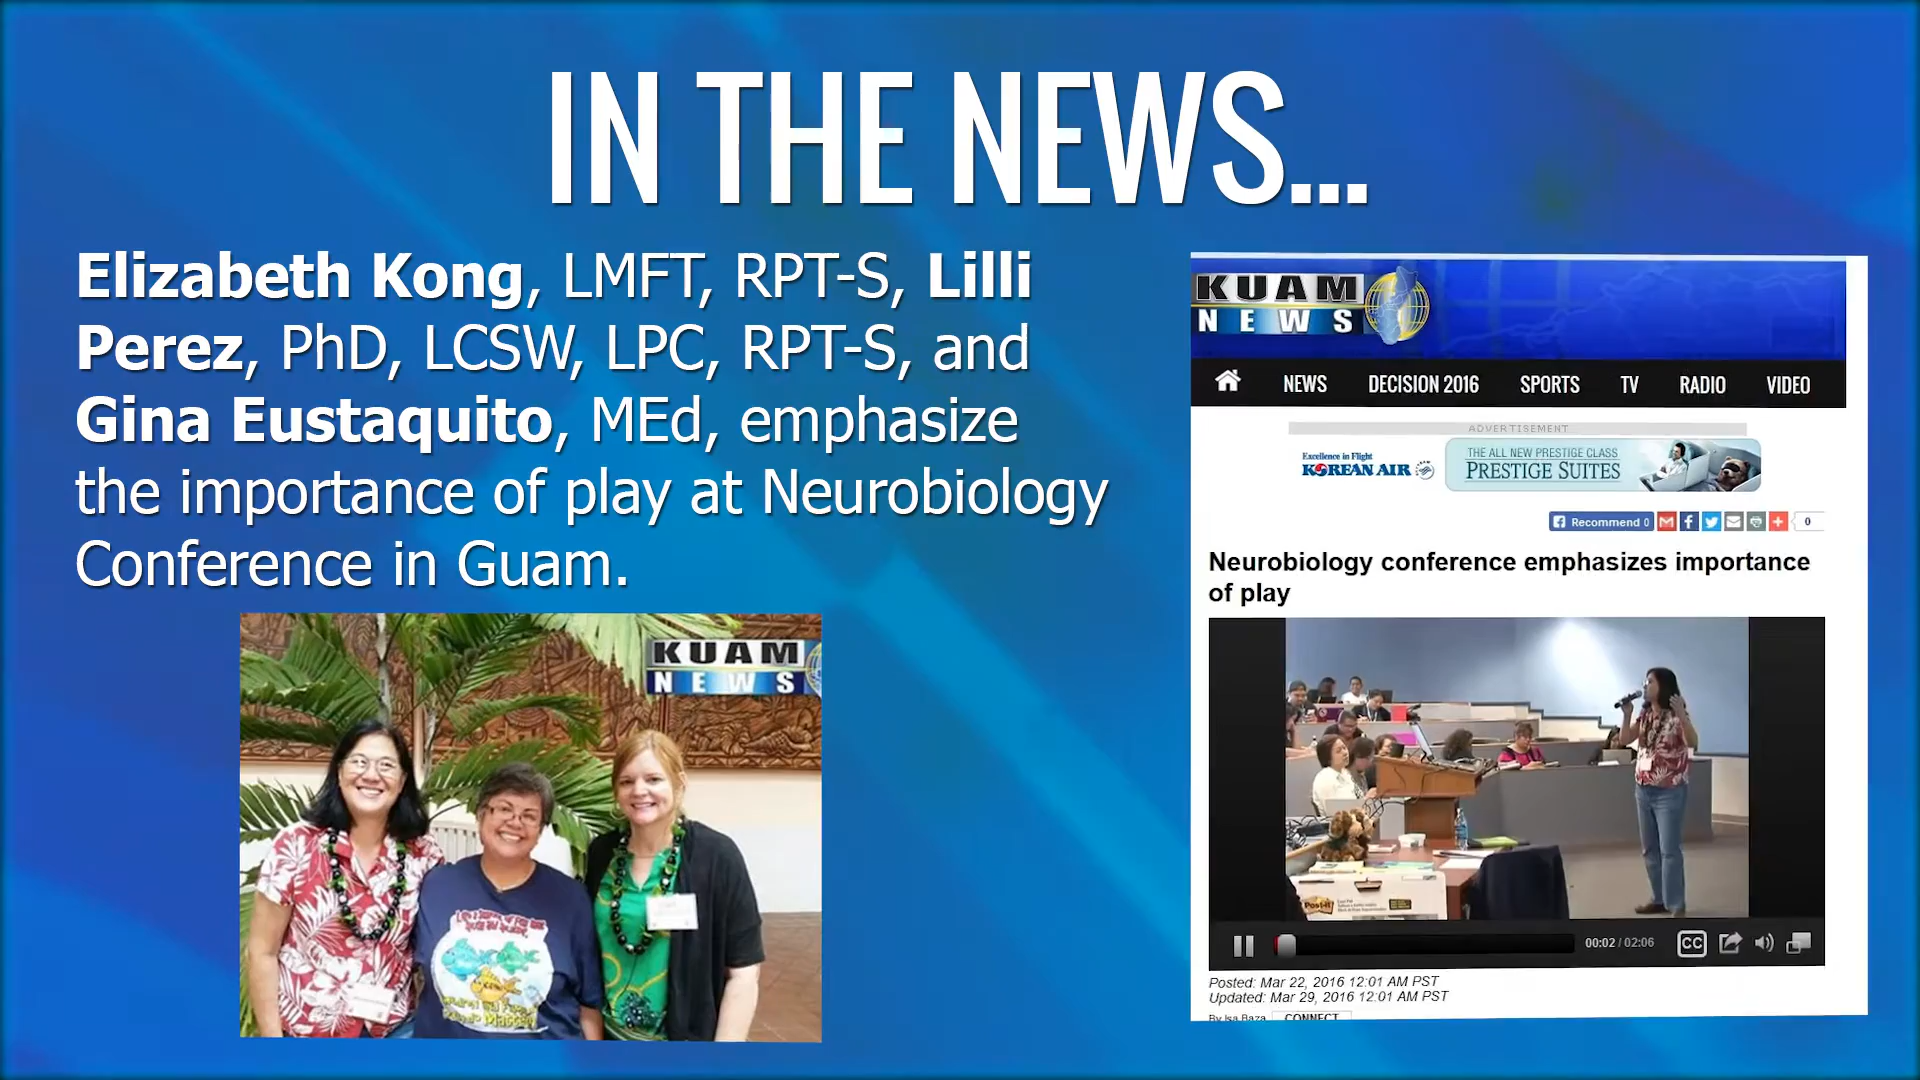 IN THE NEWS...
Elizabeth Kong, LMFT, RPT-S, Lilli
Perez, PhD, LCSW, LPC, RPT-S, and
Gina Eustaquito, MEd, emphasize
the importance of play at Neurobiology
Conference in Guam.
KUAM
NEWS
KUAM
NEWS
NEWS DECISION 2016 SPORTS TV RADIO VIDEO
ADVERTISEMENT
Excellence in Flight
KOREAN AIR
THE ALL NEW PRESTIGE CLASS
PRESTIGE SUITES
Recommend 0
0
Neurobiology conference emphasizes importance
of play
Post-it
00:02 / 02:06 CC
Posted: Mar 22, 2016 12:01 AM PST
Updated: Mar 29, 2016 12:01 AM PST
By Isa Baza CONNECT